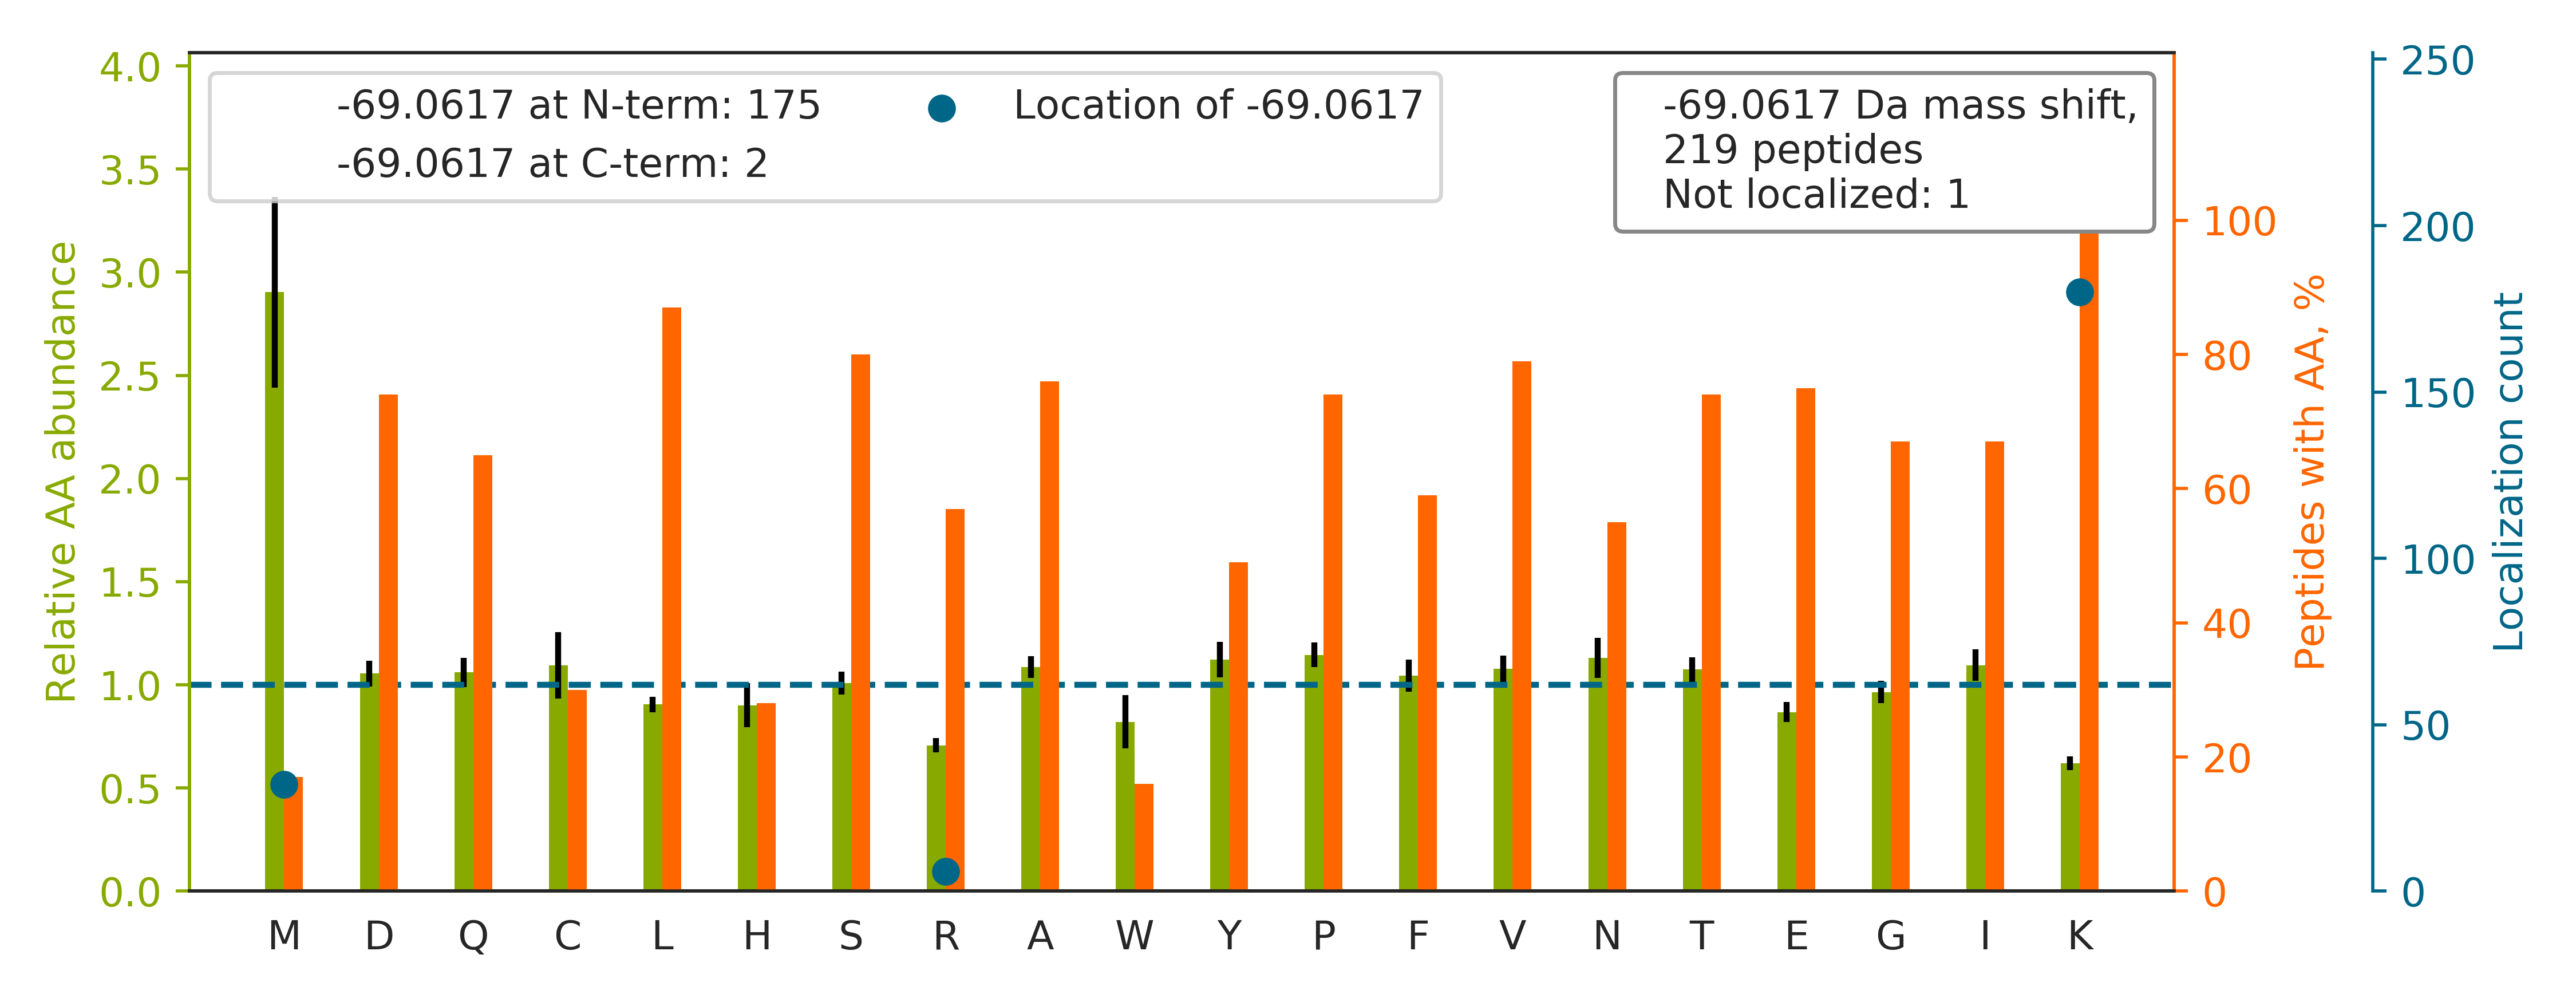 -69.0617 at N-term: 175
-69.0617 at C-term: 2
Location of -69.0617
-69.0617 Da mass shift,
219 peptides
Not localized: 1
Relative AA abundance
4.0
3.5
3.0
2.5
2.0
1.5
1.0
0.5
0.0
Peptides with AA, %
100
80
60
40
20
0
Localization count
250
200
150
100
50
0
M D Q C L H S R A W Y P F V N T E G I K